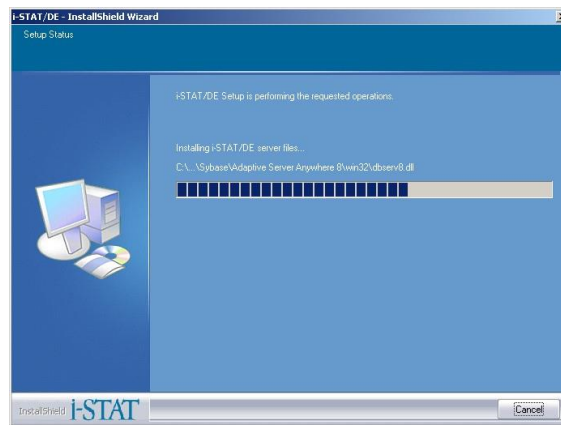 i-STAT/DE - InstallShield Wizard
Setup Status
i-STAT/DE Setup is performing the requested operations.
Installing i-STAT/DE server files...
C:\...\Sybase\Adaptive Server Anywhere 8\win32\dbserv8.dll
InstallShield i-STAT
Cancel